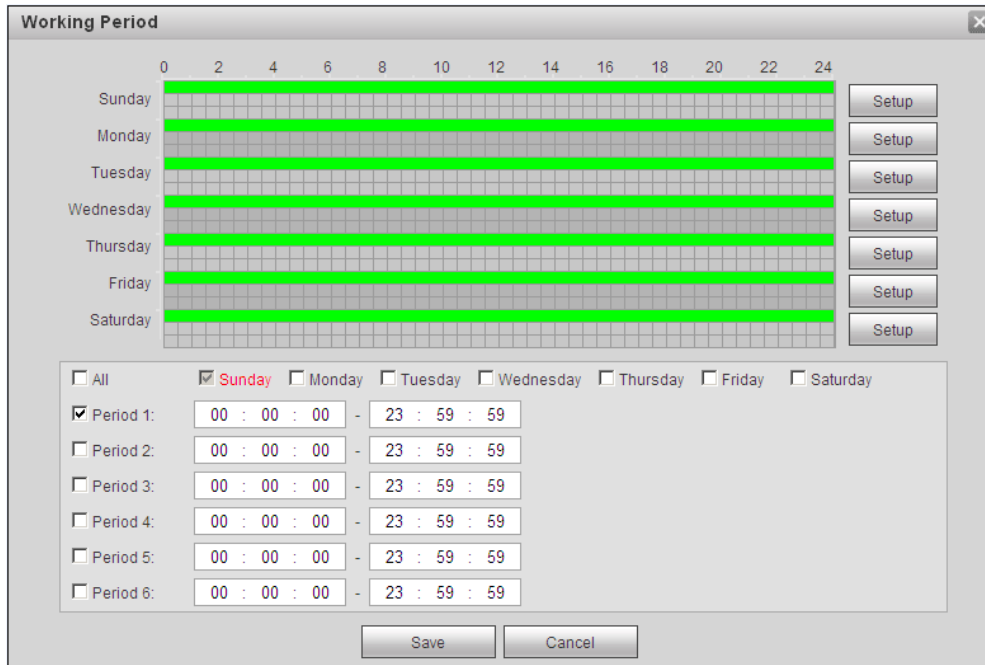 Working Period
0 2 4 6 8 10 12 14 16 18 20 22 24
Sunday Setup
Monday Setup
Tuesday Setup
Wednesday Setup
Thursday Setup
Friday Setup
Saturday Setup
All Sunday Monday Tuesday Wednesday Thursday Friday Saturday
Period 1: 00 : 00 : 00 - 23 : 59 : 59
Period 2: 00 : 00 : 00 - 23 : 59 : 59
Period 3: 00 : 00 : 00 - 23 : 59 : 59
Period 4: 00 : 00 : 00 - 23 : 59 : 59
Period 5: 00 : 00 : 00 - 23 : 59 : 59
Period 6: 00 : 00 : 00 - 23 : 59 : 59
Save Cancel